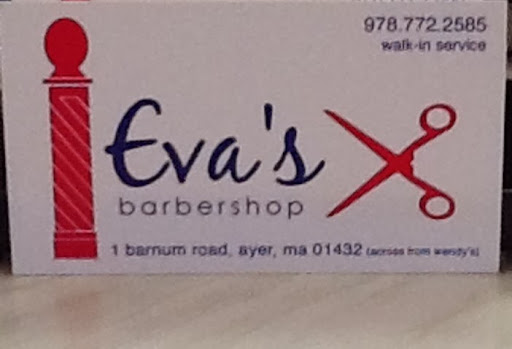 978.772.2585
walk-in service
Eva's
barbershop
1 barnum road, ayer, ma 01432 (across from wendy's)